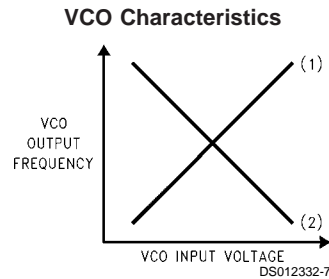 VCO Characteristics
(1)
VCO
OUTPUT
FREQUENCY
(2)
VCO INPUT VOLTAGE
DS012332-7